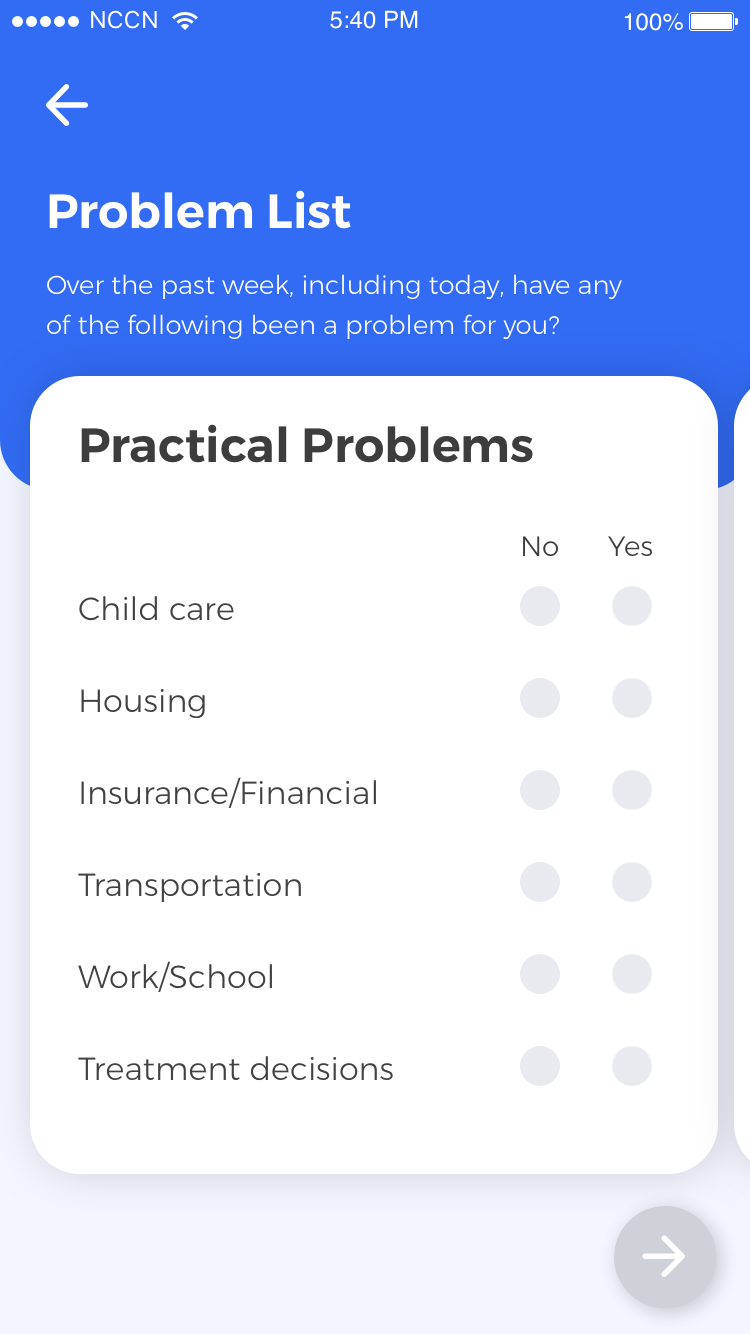 NCCN 5:40 PM 100%
Problem List
Over the past week, including today, have any
of the following been a problem for you?
Practical Problems
No Yes
Child care
Housing
Insurance/Financial
Transportation
Work/School
Treatment decisions